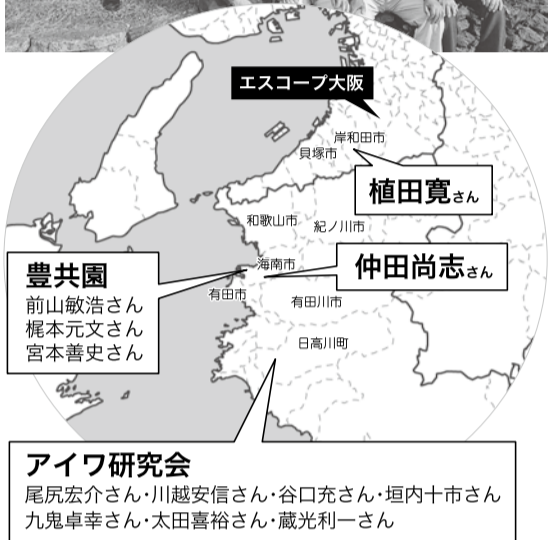 エスコープ大阪
岸和田市
貝塚市
植田寛さん
和歌山市
紀ノ川市
仲田尚志さん
海南市
豊共園
前山敏浩さん
梶本元文さん
宮本善史さん
有田市
有田川市
日高川町
アイワ研究会
尾尻宏介さん・川越安信さん・谷口充さん・垣内十市さん
九鬼卓幸さん・太田喜裕さん・蔵光利一さん